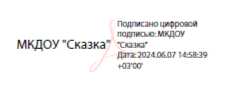 МКДОУ "Сказка"
Подписано цифровой
подписью: МКДОУ
"Сказка"
Дата: 2024.06.07 14:58:39
+03'00'